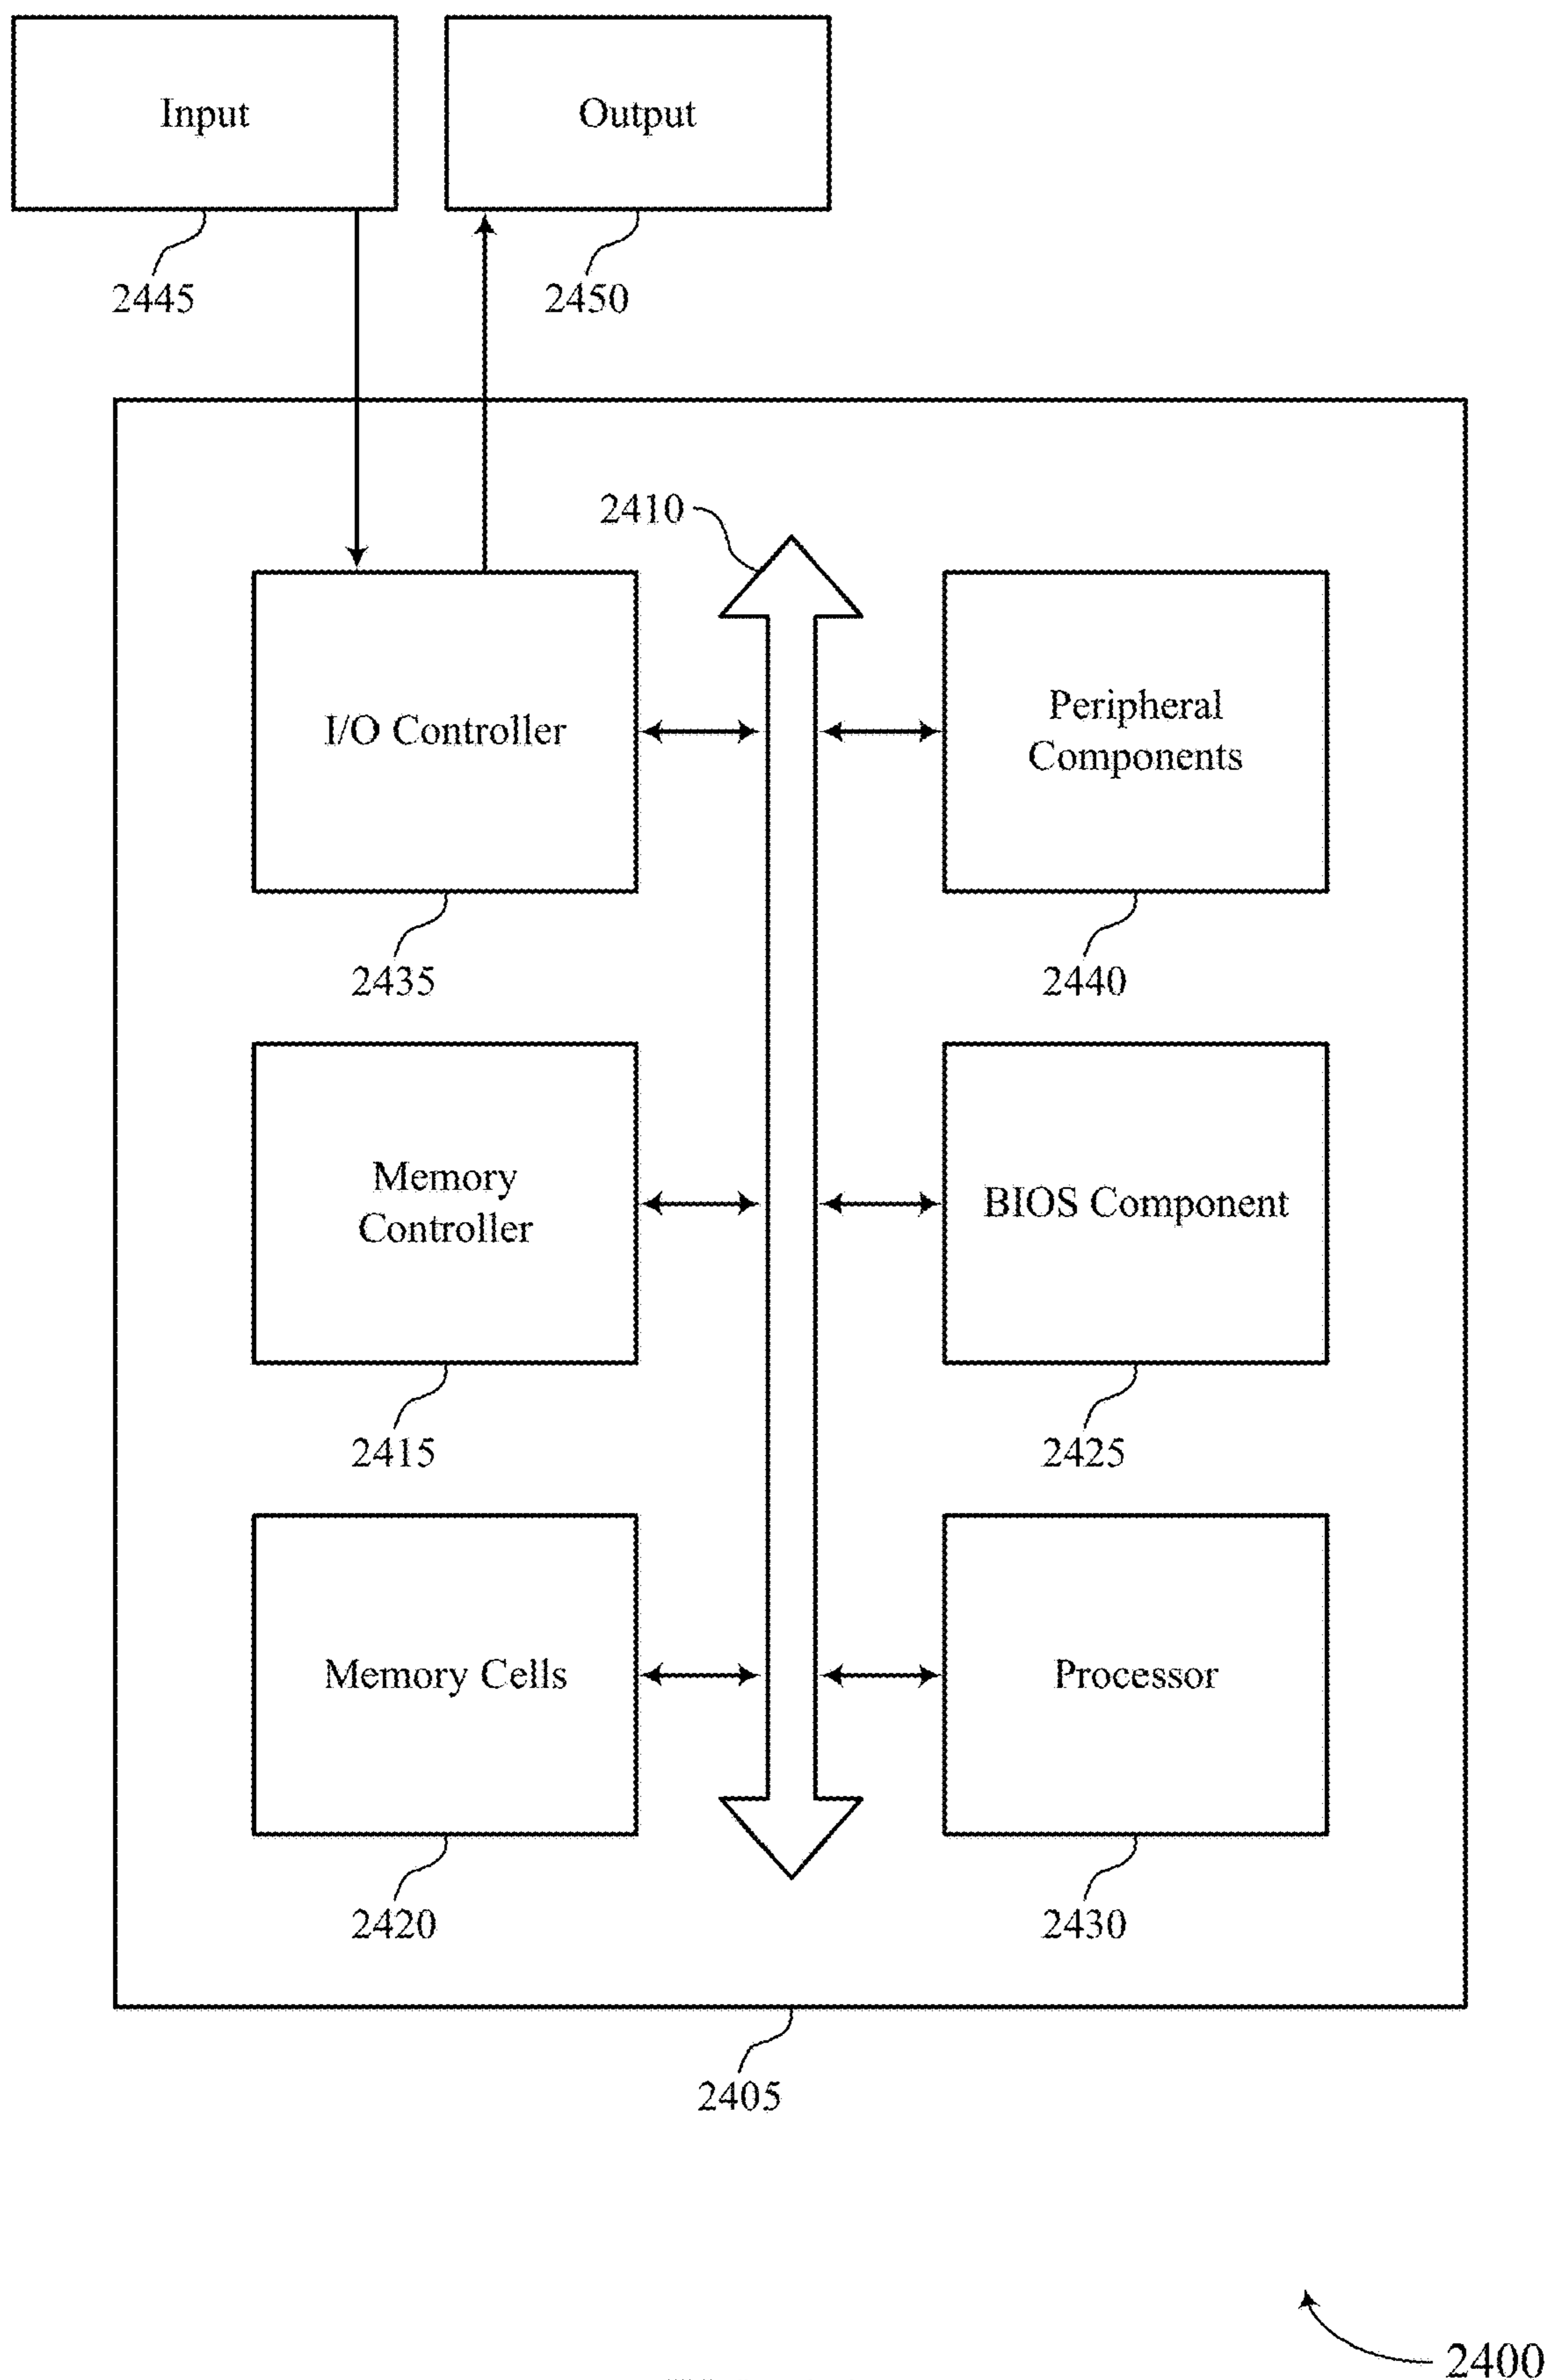 Input
Output
2445
2450
2410
I/O Controller
Peripheral
Components
2435
2440
Memory
Controller
BIOS Component
2415
2425
Memory Cells
Processor
2420
2430
2405
2400